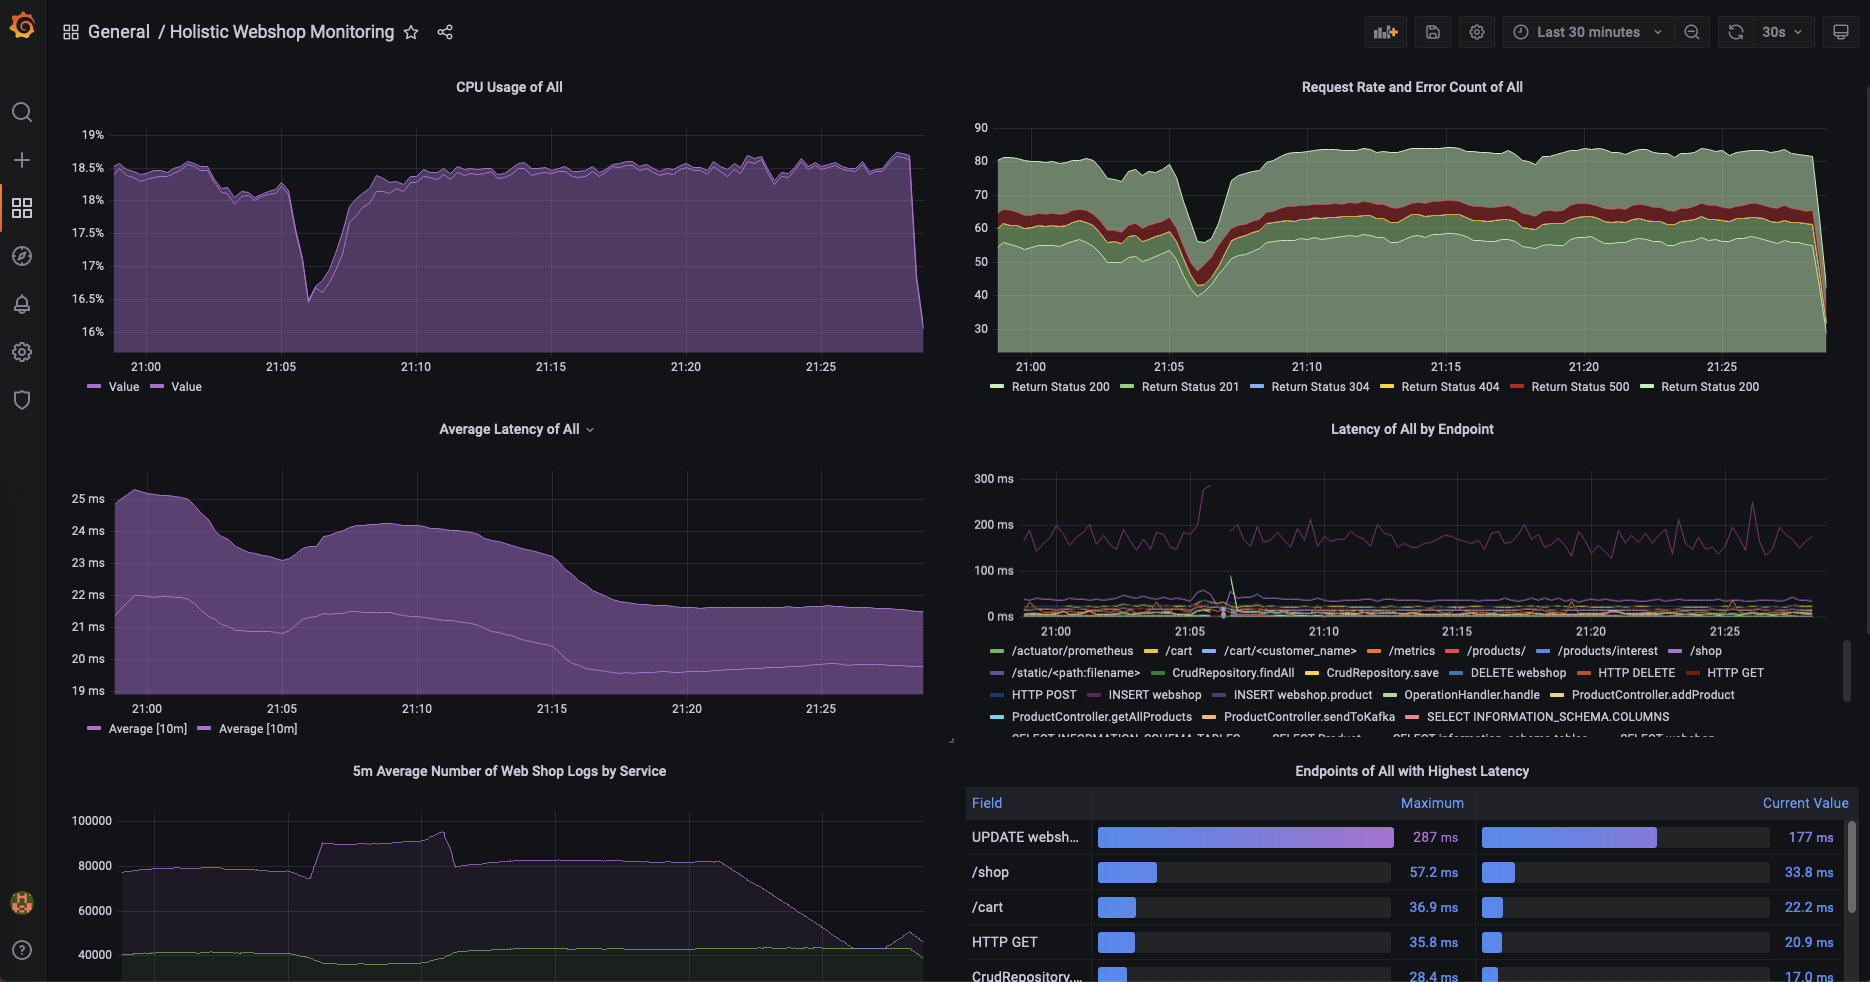 General / Holistic Webshop Monitoring
Last 30 minutes
30s
CPU Usage of All
19%
18.5%
18%
17.5%
17%
16.5%
16%
21:00 21:05 21:10 21:15 21:20 21:25
Value Value
Request Rate and Error Count of All
90
80
70
60
50
40
30
21:00 21:05 21:10 21:15 21:20 21:25
Return Status 200 Return Status 201 Return Status 304 Return Status 404 Return Status 500 Return Status 200
Average Latency of All
25 ms
24 ms
23 ms
22 ms
21 ms
20 ms
19 ms
21:00 21:05 21:10 21:15 21:20 21:25
Average [10m] Average [10m]
Latency of All by Endpoint
300 ms
200 ms
100 ms
0 ms
21:00 21:05 21:10 21:15 21:20 21:25
/actuator/prometheus /cart /cart/<customer_name> /metrics /products/ /products/interest /shop
/static/<path:filename> CrudRepository.findAll CrudRepository.save DELETE webshop HTTP DELETE HTTP GET
HTTP POST INSERT webshop INSERT webshop.product OperationHandler.handle ProductController.addProduct
ProductController.getAllProducts ProductController.sendToKafka SELECT INFORMATION_SCHEMA.COLUMNS
SELECT INFORMATION_SCHEMA.TABLES SELECT Product SELECT information_schema.tables SELECT webshop
5m Average Number of Web Shop Logs by Service
100000
80000
60000
40000
Endpoints of All with Highest Latency
Field Maximum Current Value
UPDATE websh... 287 ms 177 ms
/shop 57.2 ms 33.8 ms
/cart 36.9 ms 22.2 ms
HTTP GET 35.8 ms 20.9 ms
CrudRepository.... 28.4 ms 17.0 ms